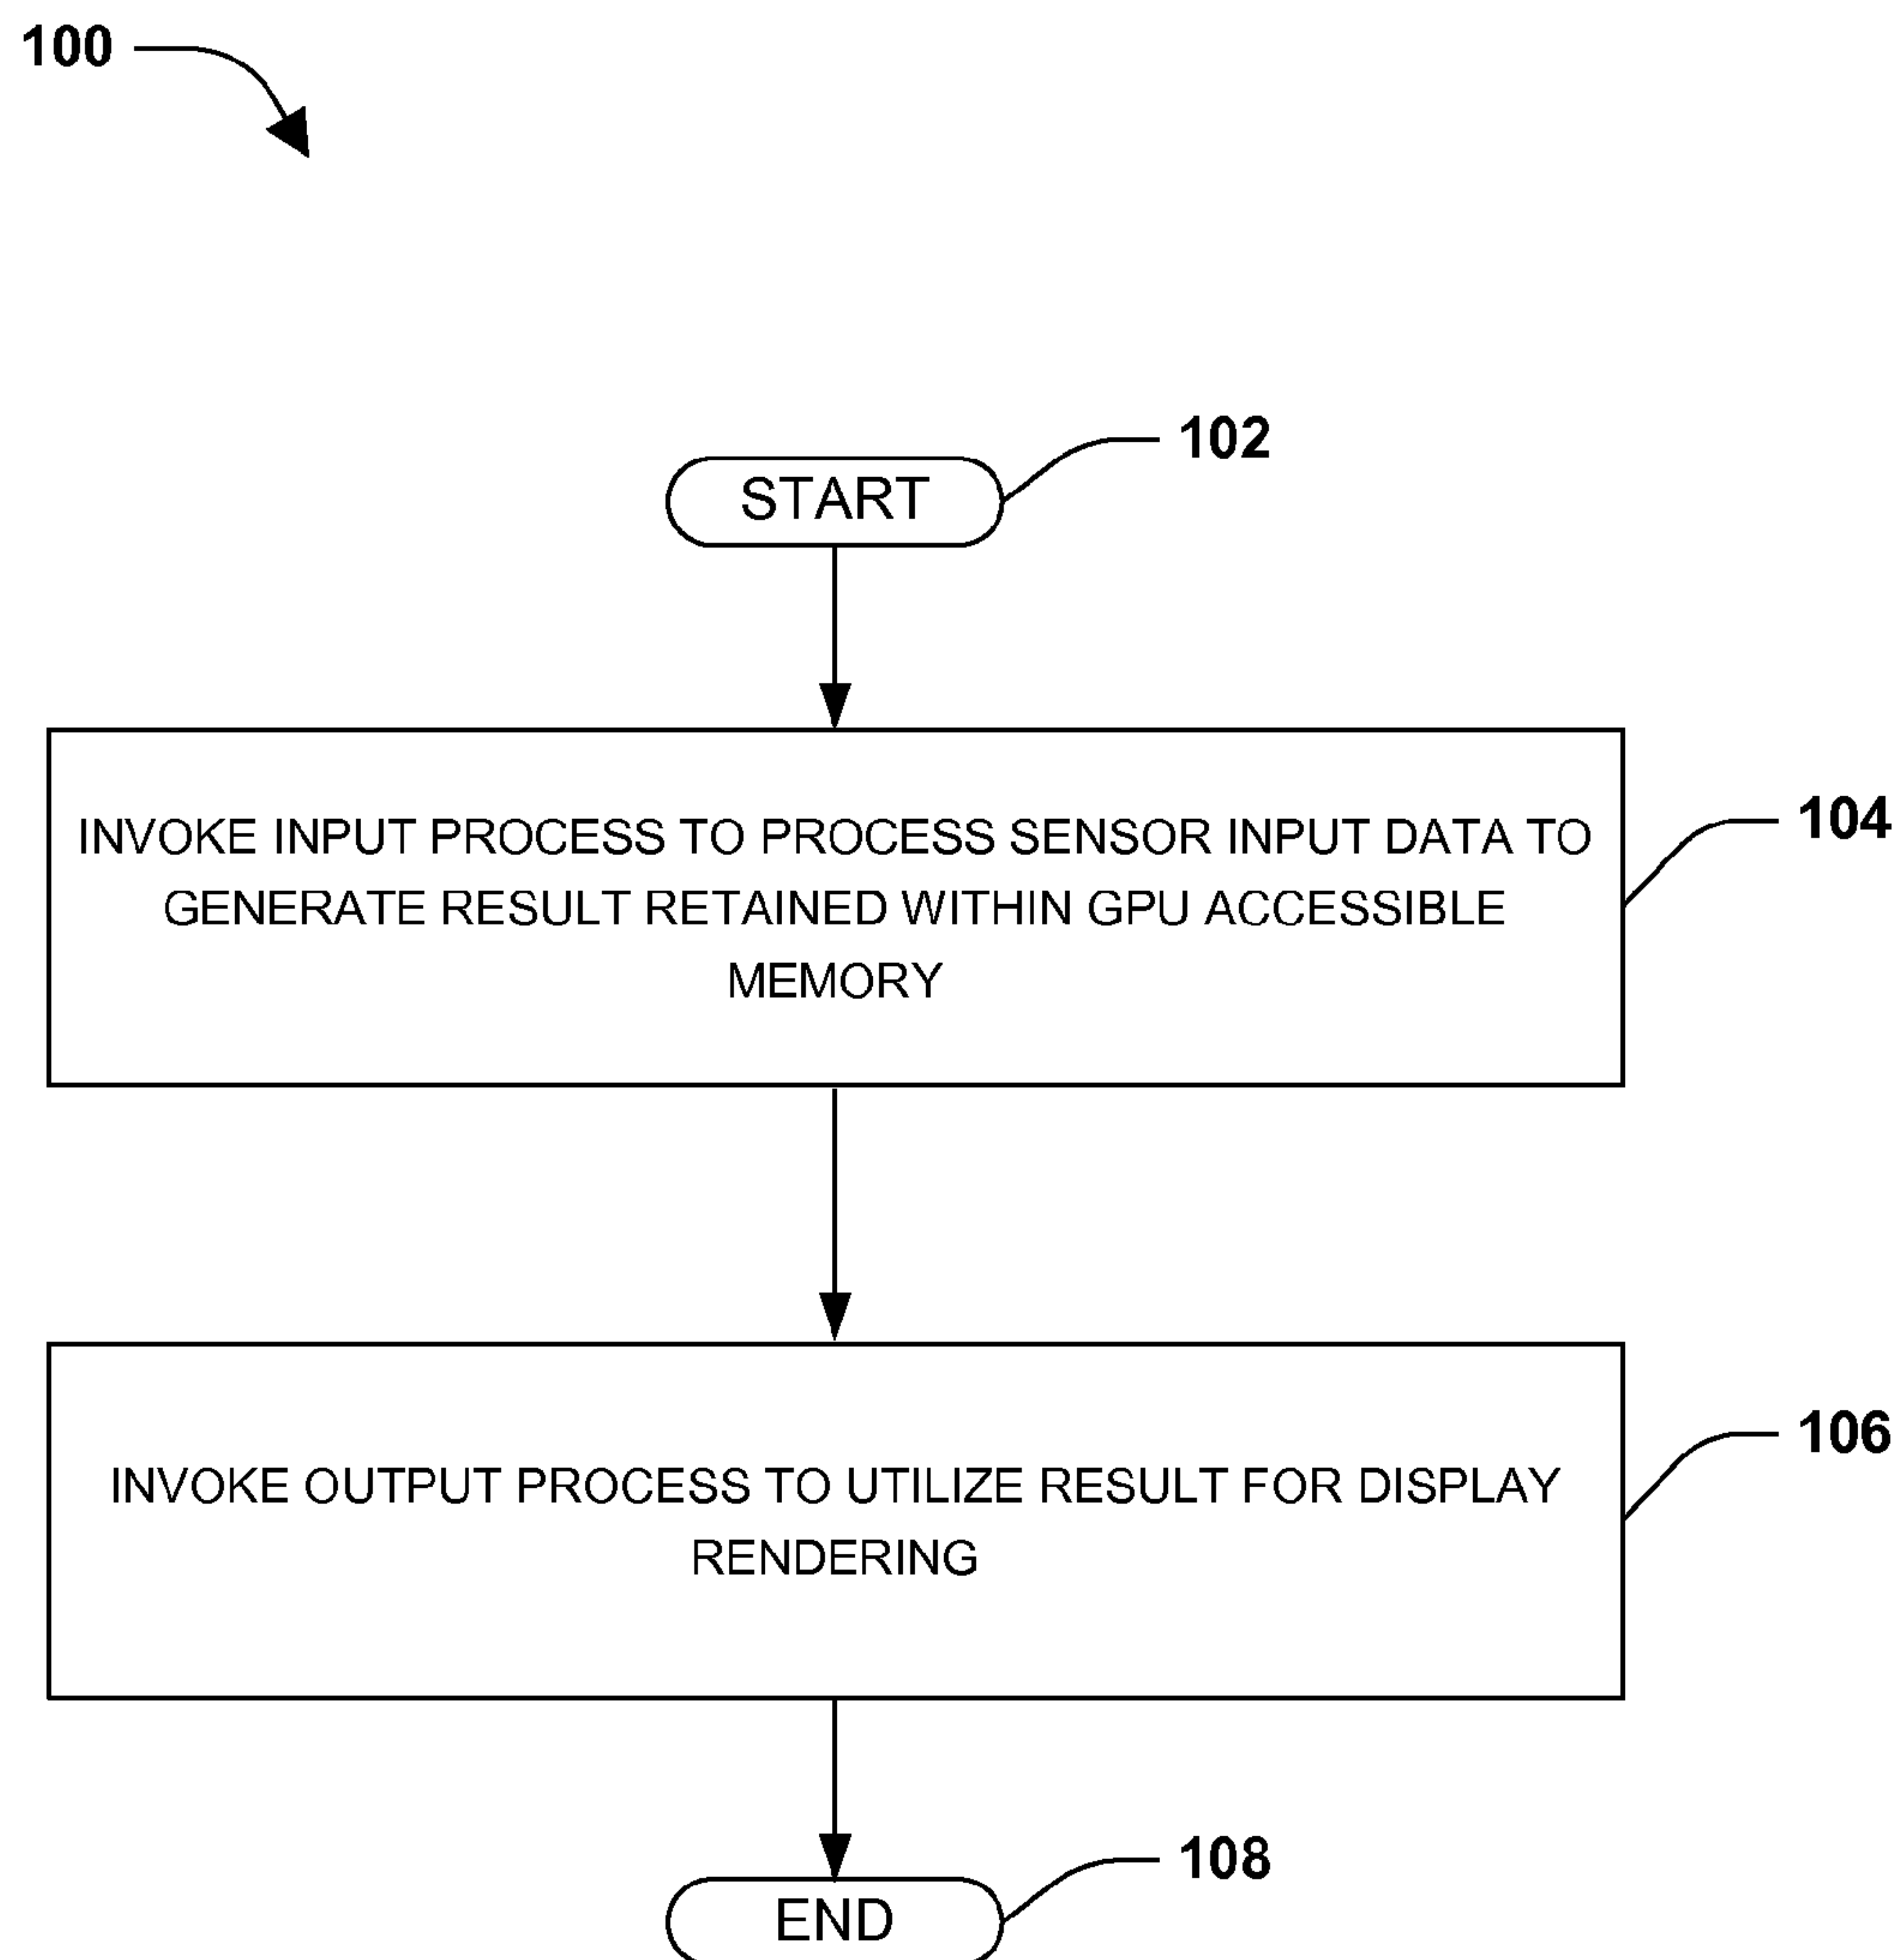 100
102
START
INVOKE INPUT PROCESS TO PROCESS SENSOR INPUT DATA TO
GENERATE RESULT RETAINED WITHIN GPU ACCESSIBLE
MEMORY
104
INVOKE OUTPUT PROCESS TO UTILIZE RESULT FOR DISPLAY
RENDERING
106
108
END